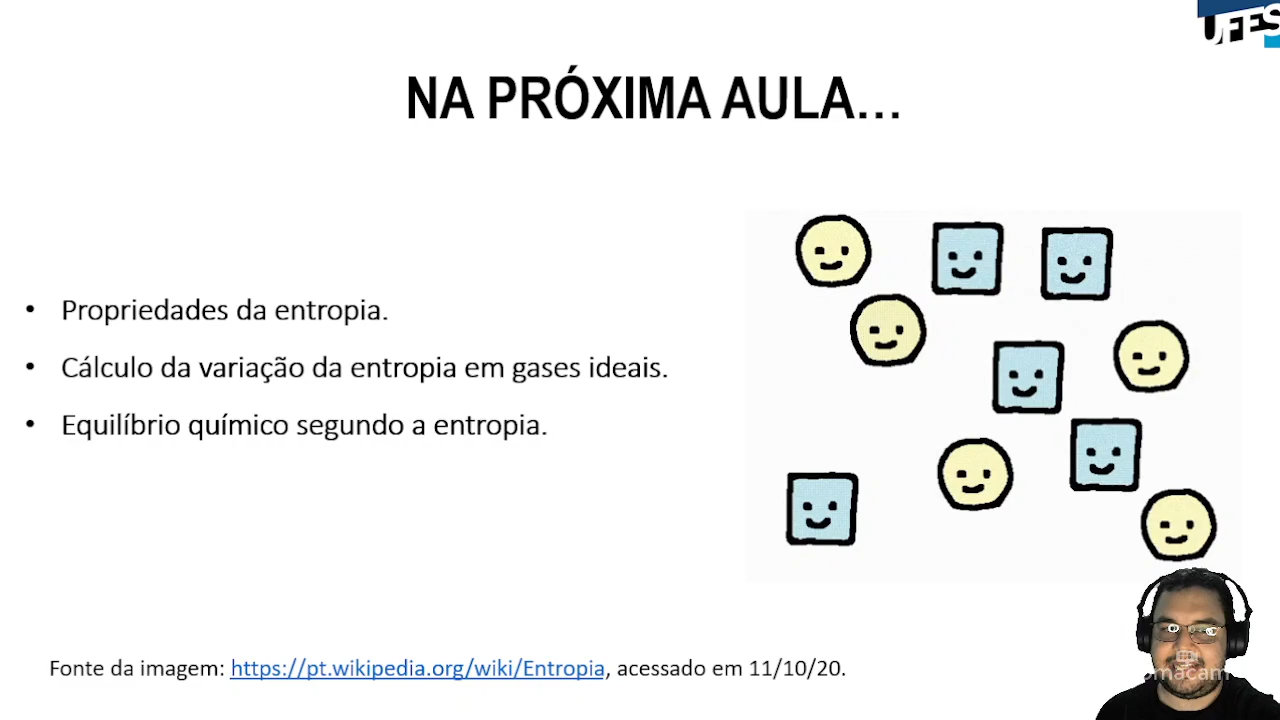 UFES
NA PRÓXIMA AULA...
• Propriedades da entropia.
• Cálculo da variação da entropia em gases ideais.
• Equilíbrio químico segundo a entropia.
Fonte da imagem: https://pt.wikipedia.org/wiki/Entropia, acessado em 11/10/20.